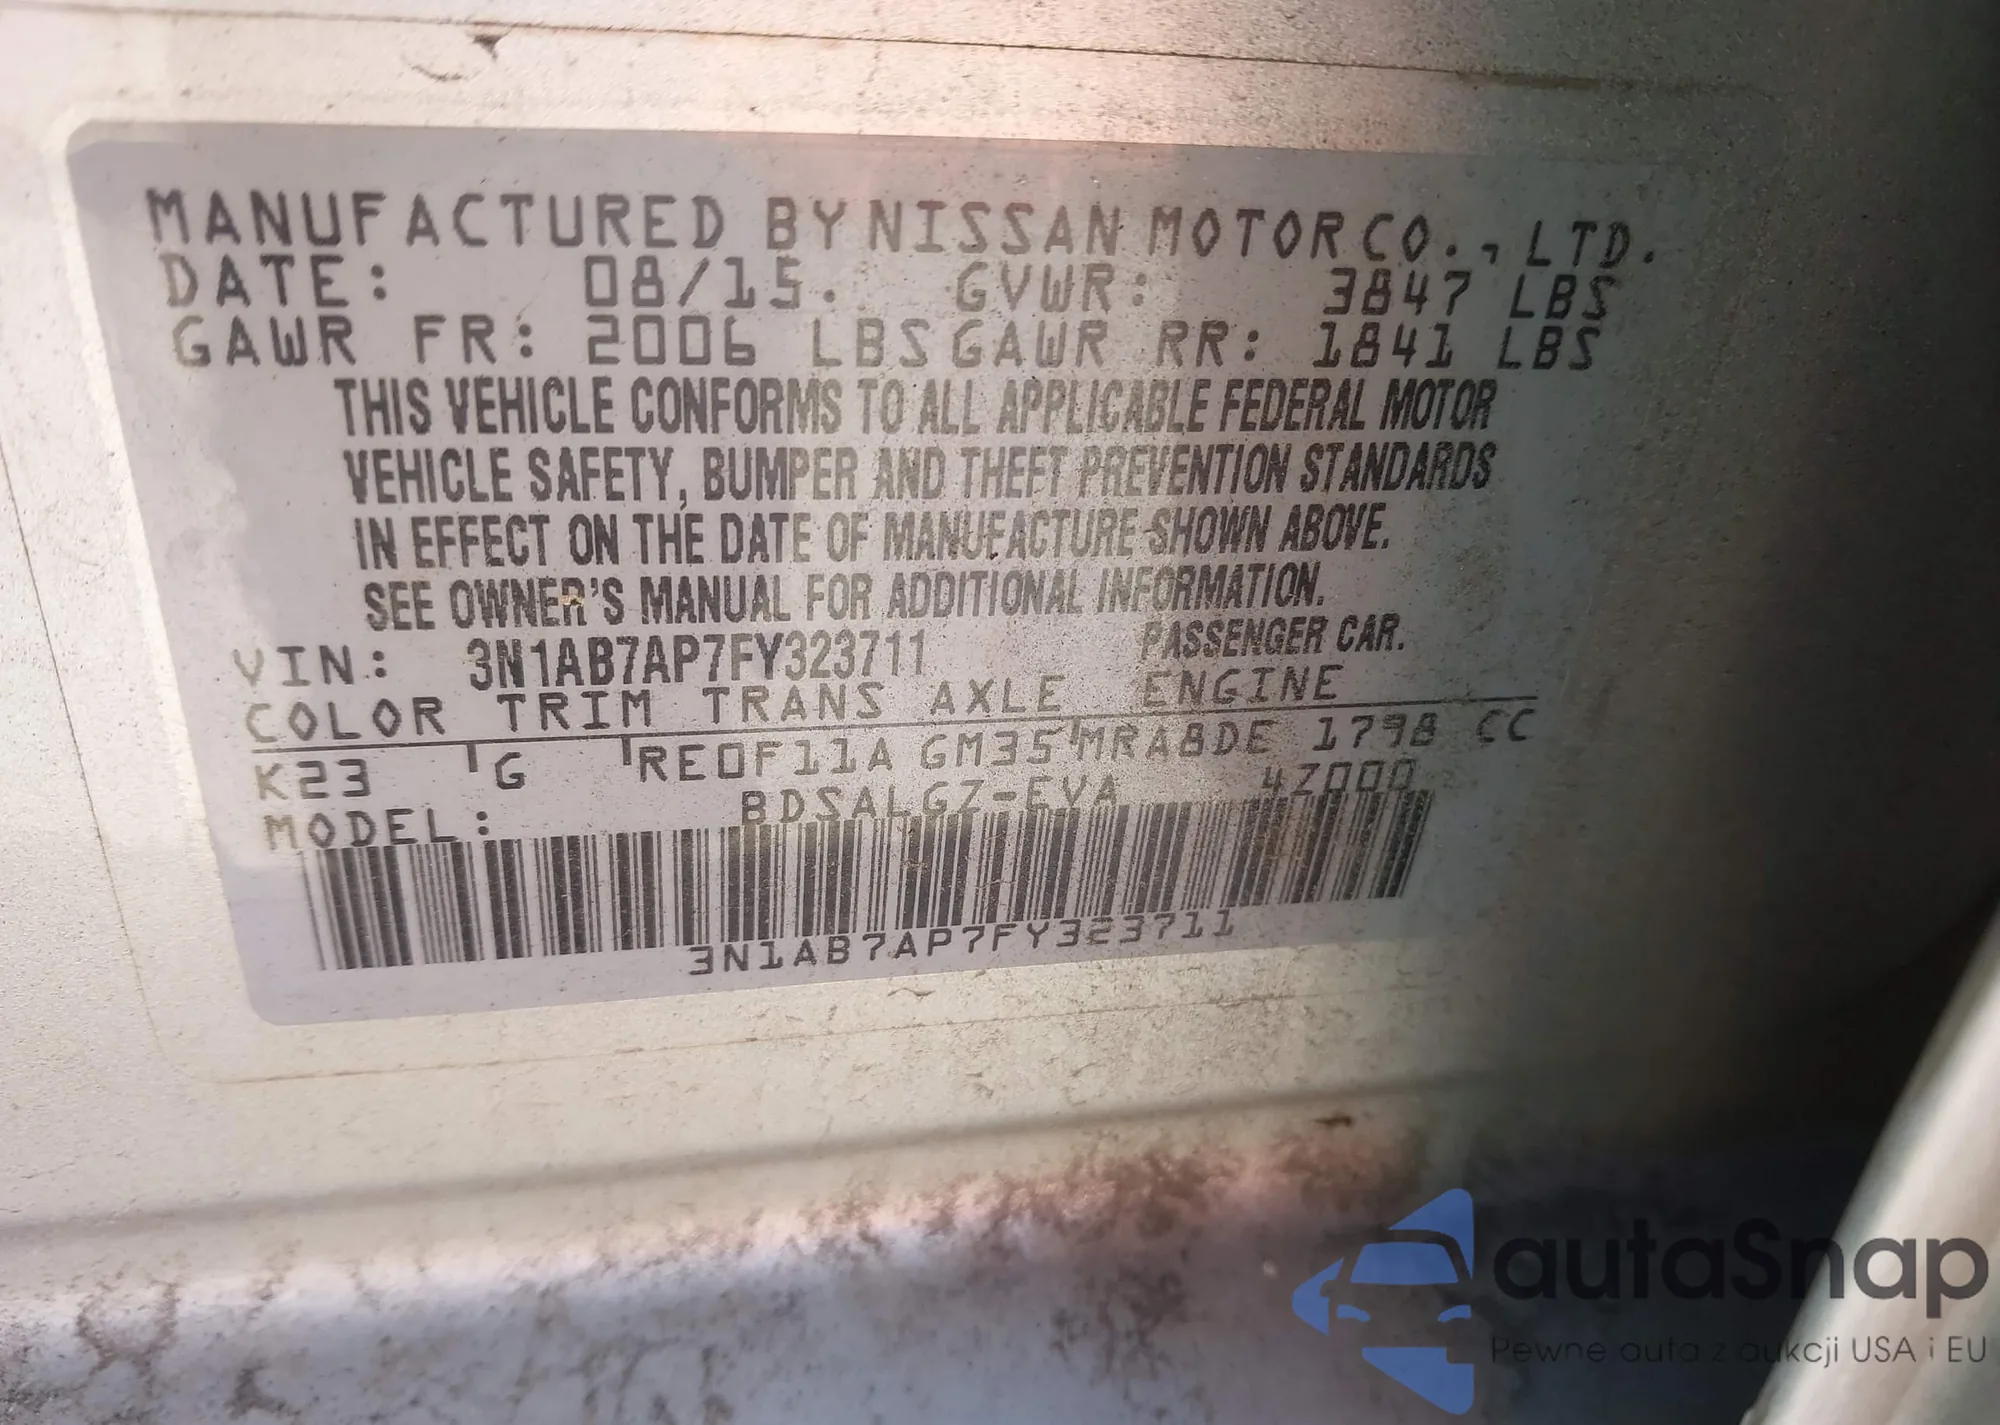 MANUFACTURED BY NISSAN MOTOR CO., LTD.
DATE: 08/15. GVWR: 3847 LBS
GAWR FR: 2006 LBS GAWR RR: 1841 LBS
THIS VEHICLE CONFORMS TO ALL APPLICABLE FEDERAL MOTOR
VEHICLE SAFETY, BUMPER AND THEFT PREVENTION STANDARDS
IN EFFECT ON THE DATE OF MANUFACTURE SHOWN ABOVE.
SEE OWNER'S MANUAL FOR ADDITIONAL INFORMATION.
VIN: 3N1AB7AP7FY323711 PASSENGER CAR.
COLOR TRIM TRANS AXLE ENGINE
K23 G RE0F11A GM35 MRA8DE 1798 CC
MODEL: BDSALGZ-EVA 4Z000
3N1AB7AP7FY323711
autaSnap
Pewne auta z aukcji USA i EU